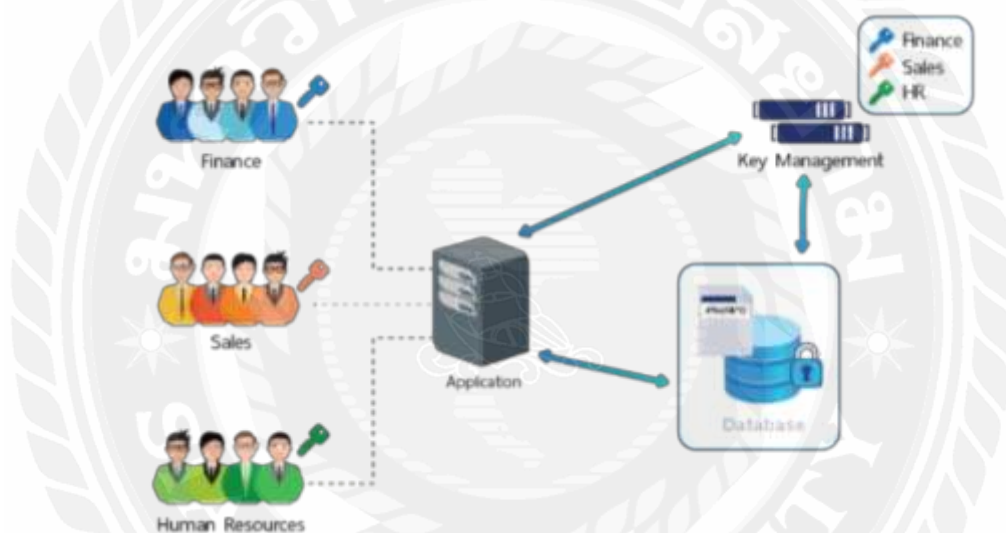 Finance
Sales
HR
Finance
Key Management
Sales
Application
Database
Human Resources